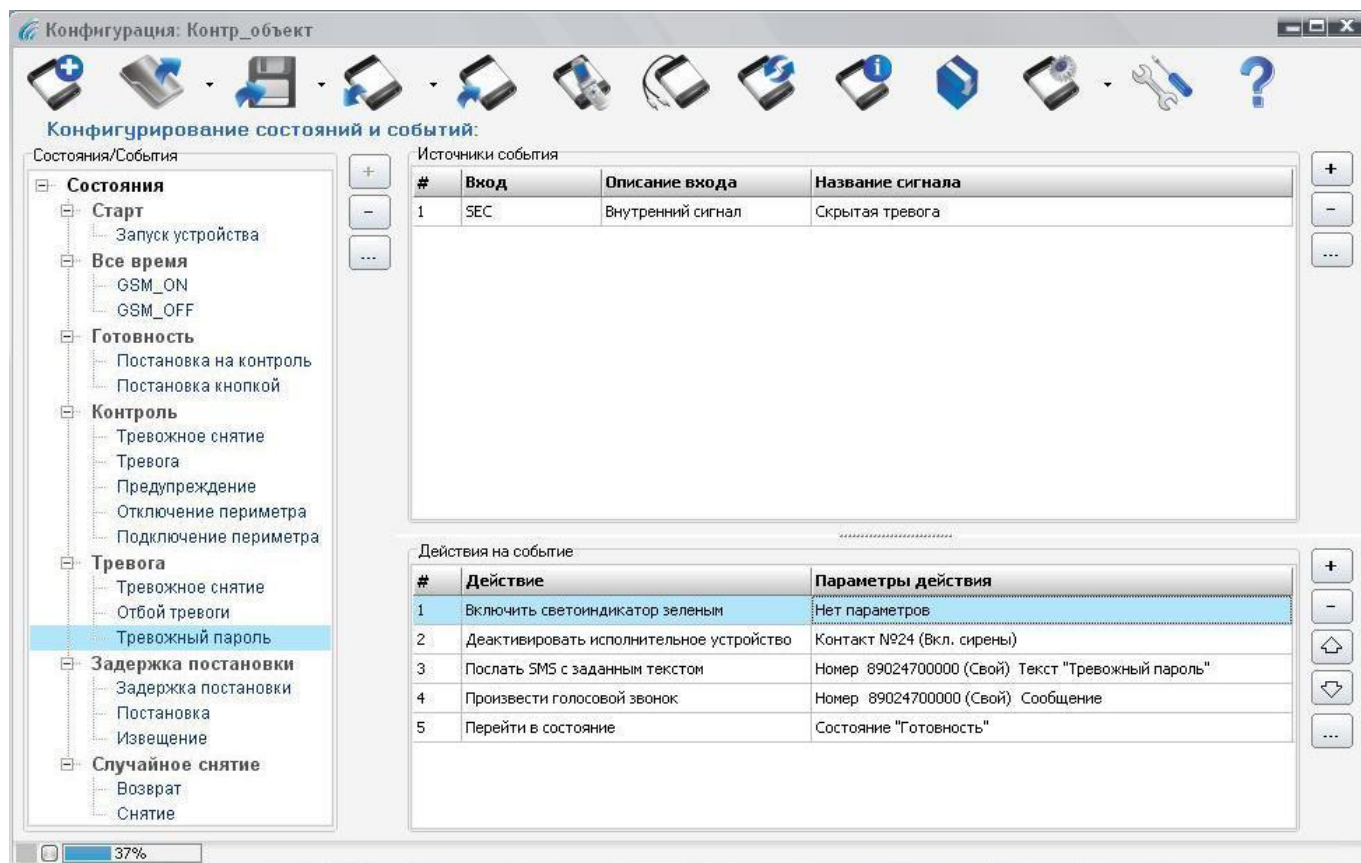 Конфигурация: Контр_объект
Конфигурирование состояний и событий:
Состояния/События
Состояния
Старт
Запуск устройства
Все время
GSM_ON
GSM_OFF
Готовность
Постановка на контроль
Постановка кнопкой
Контроль
Тревожное снятие
Тревога
Предупреждение
Отключение периметра
Подключение периметра
Тревога
Тревожное снятие
Отбой тревоги
Тревожный пароль
Задержка постановки
Задержка постановки
Постановка
Извещение
Случайное снятие
Возврат
Снятие
+
-
...
Источники события
# Вход Описание входа Название сигнала
1 SEC Внутренний сигнал Скрытая тревога
+
-
...
Действия на событие
# Действие Параметры действия
1 Включить светоиндикатор зеленым Нет параметров
2 Деактивировать исполнительное устройство Контакт №24 (Вкл. сирены)
3 Послать SMS с заданным текстом Номер 89024700000 (Свой) Текст "Тревожный пароль"
4 Произвести голосовой звонок Номер 89024700000 (Свой) Сообщение
5 Перейти в состояние Состояние "Готовность"
+
-
...
37%